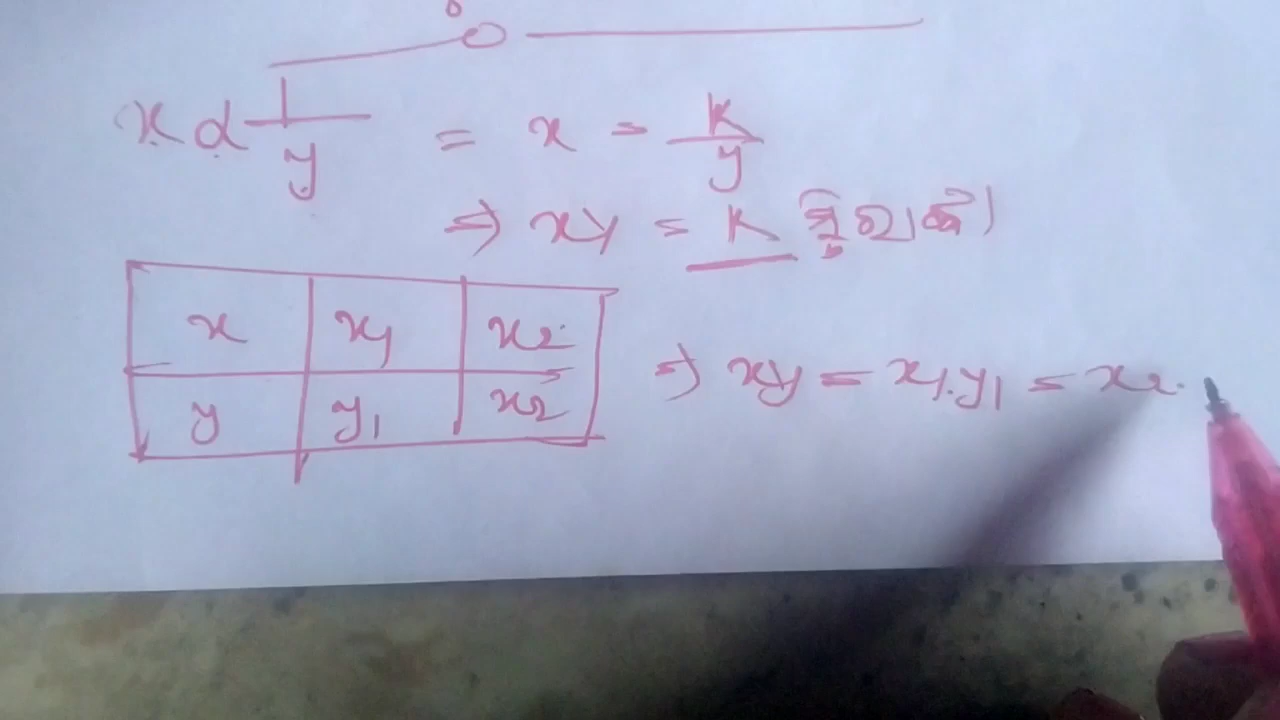 x α 1/y = x = K/y
⇒ xy = K
x x1 x2
y y1 x2
⇒ xy = x1.y1 = x2.